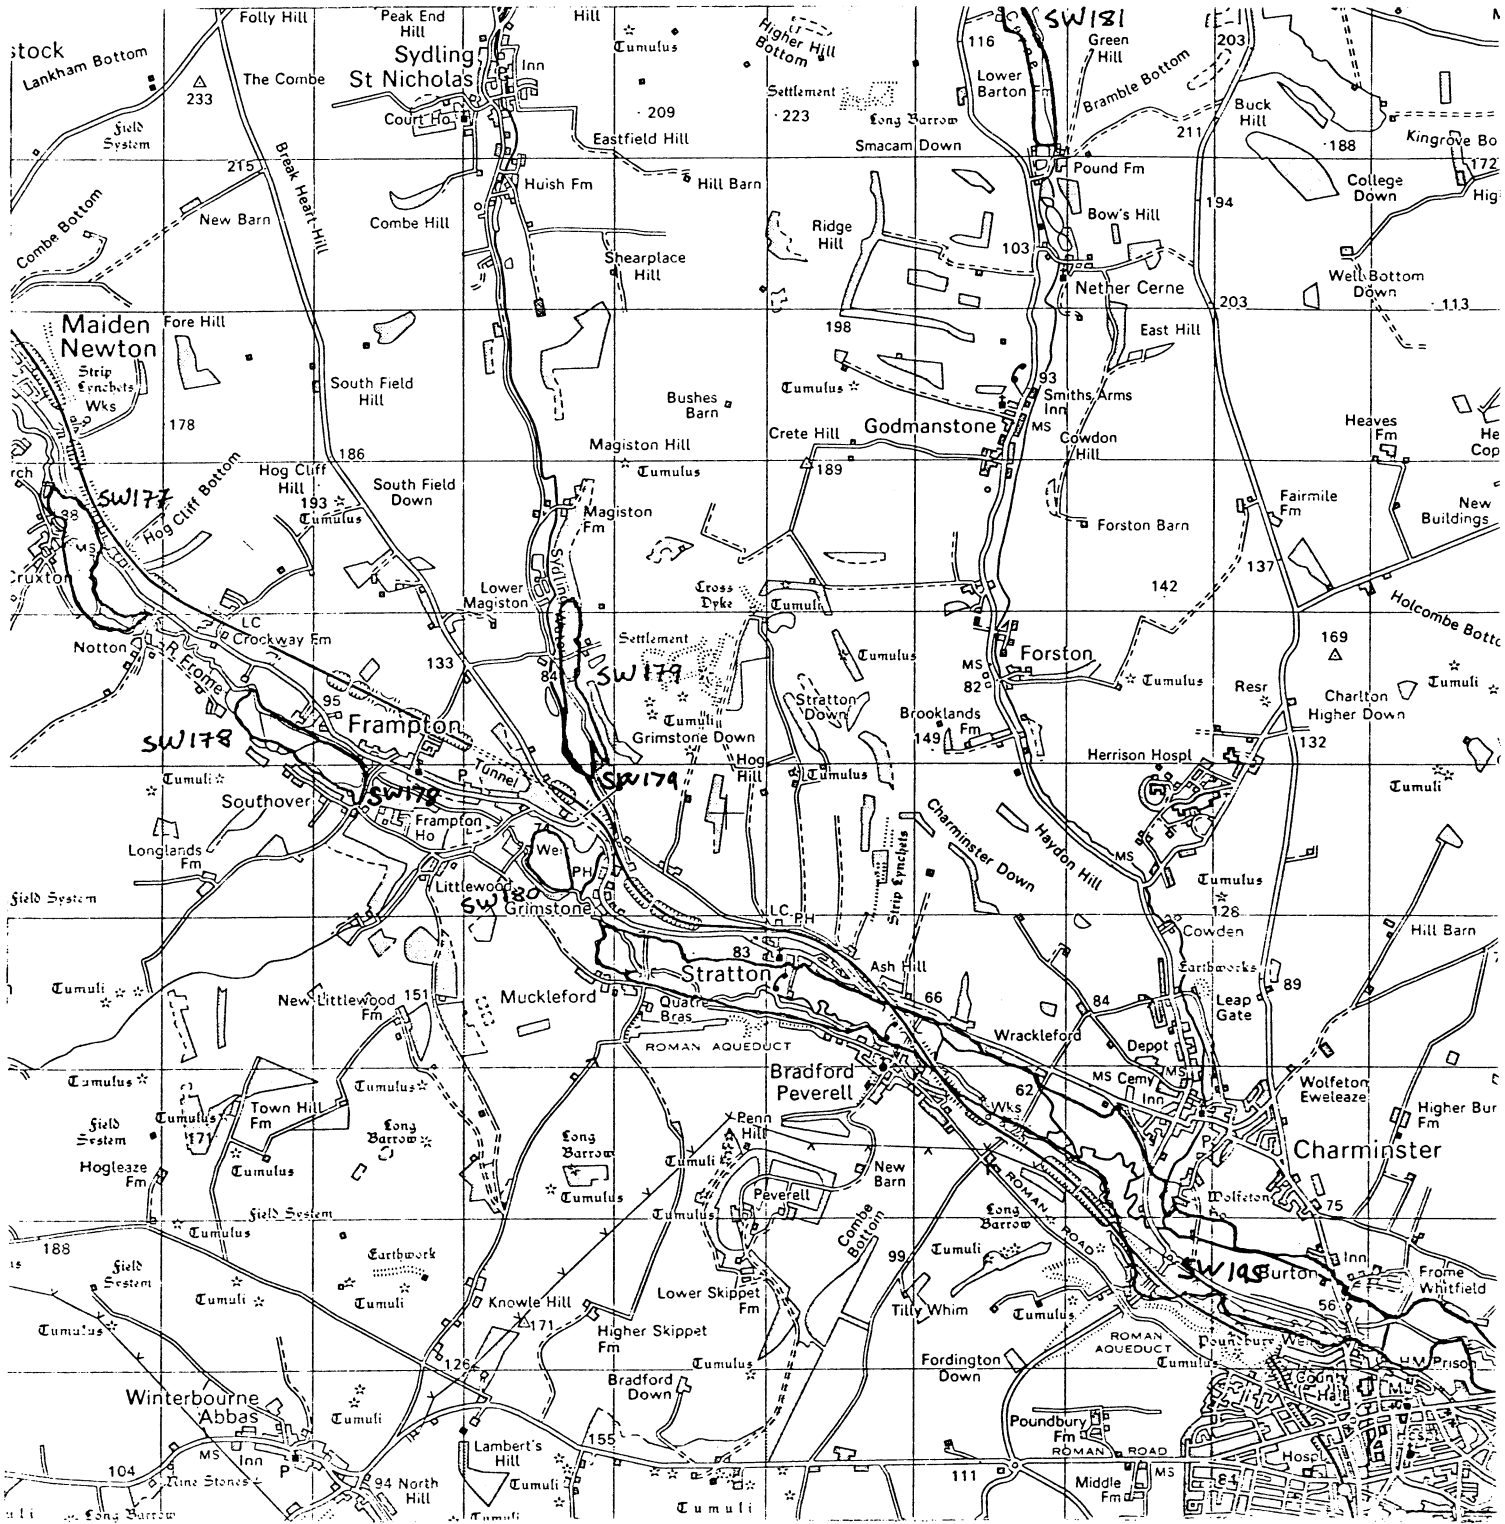 Folly Hill
Peak End
Hill
Hill
Tumulus
Higher Hill
Bottom
116
SW181
Green
Hill
203
stock
Lankham Bottom
The Combe
233
Sydling
St Nicholas
Inn
Court Ho
209
Settlement
223
Long Barrow
Lower
Barton Fm
Bramble Bottom
Buck
Hill
211
188
Kingrove Bo
172
Field
System
Eastfield Hill
Smacam Down
215
Break Heart Hill
Huish Fm
Hill Barn
Pound Fm
College
Down
Hig
Combe Bottom
New Barn
Combe Hill
Ridge
Hill
Bow's Hill
194
103
Shearplace
Hill
Nether Cerne
Well Bottom
Down
203
113
Maiden
Newton
Fore Hill
198
East Hill
Strip
Lynchets
Wks
South Field
Hill
Tumulus
93
Smiths Arms
Inn
MS
Bushes
Barn
178
Magiston Hill
Crete Hill
Godmanstone
Cowdon
Hill
Heaves
Fm
He
Cop
186
Hog Cliff
Hill
193
Tumulus
Tumulus
189
rch
SW177
Hog Cliff Bottom
South Field
Down
Magiston
Fm
Forston Barn
Fairmile
Fm
New
Buildings
38
MS
Cruxton
Sydling Water
Lower
Magiston
Cross
Dyke
Tumuli
142
137
Holcombe Botto
LC
Crockway Fm
Notton
R Frome
133
84
Settlement
SW179
Tumulus
MS
82
Forston
Tumulus
169
Resr
Tumuli
95
Frampton
Tumuli
Grimstone Down
Stratton
Down
Brooklands
Fm
149
Charlton
Higher Down
132
SW178
Tumuli
P
Tunnel
SW179
Hog
Hill
Tumulus
Herrison Hospl
Tumuli
Southover
SW178
Frampton
Ho
Charminster Down
Haydon Hill
Longlands
Fm
We
PH
MS
Strip Lynchets
Field System
Littlewood
SW180
Grimstone
Tumulus
128
Cowden
LC
PH
Hill Barn
83
Stratton
Ash Hill
Earthworks
Tumuli
New Littlewood
Fm
151
Muckleford
Quatre
Bras
66
84
Leap
Gate
89
Wrackleford
ROMAN AQUEDUCT
Depot
Tumulus
Tumulus
Bradford
Peverell
62
MS
Cemy
Inn
MS
Wolfeton
Eweleaze
Tumulus
171
Town Hill
Fm
Field
System
Long
Barrow
Long
Barrow
Penn
Hill
Wks
P
Higher Bur
Fm
Charminster
Hogleaze
Fm
Tumulus
Tumuli
New
Barn
Tumulus
Peverell
ROMAN ROAD
Wolfeton
75
Field System
Tumulus
Combe
Bottom
Long
Barrow
188
Tumulus
Earthwork
Field
System
Tumuli
Tumuli
99
Tumuli
SW195
Burton
Inn
Frome
Whitfield
Knowle Hill
171
Lower Skippet
Fm
Tilly Whim
Tumulus
56
Tumulus
Higher Skippet
Fm
ROMAN
AQUEDUCT
Poundbury
We
126
Tumulus
Fordington
Down
Tumulus
HM Prison
Winterbourne
Abbas
Bradford
Down
County
Hall
Mus
Tumuli
Poundbury
Fm
MS
Inn
P
Lambert's
Hill
155
ROMAN ROAD
Hospl
104
Nine Stones
94
North
Hill
Tumuli
111
Middle
Fm
MS
84
Long Barrow
Tumuli
Tumuli